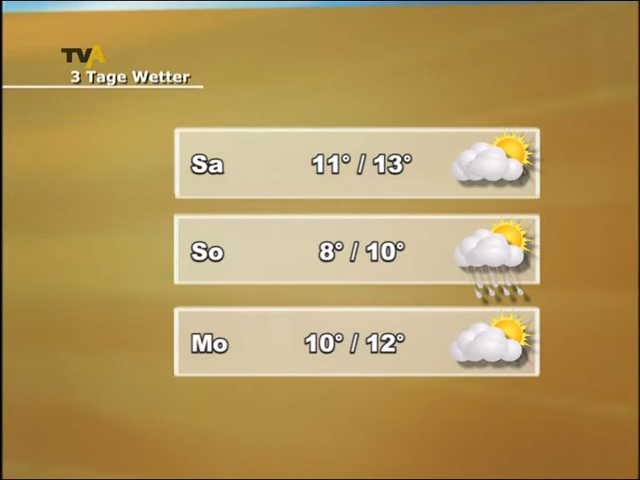 TVA
3 Tage Wetter
Sa 11° / 13°
So 8° / 10°
Mo 10° / 12°